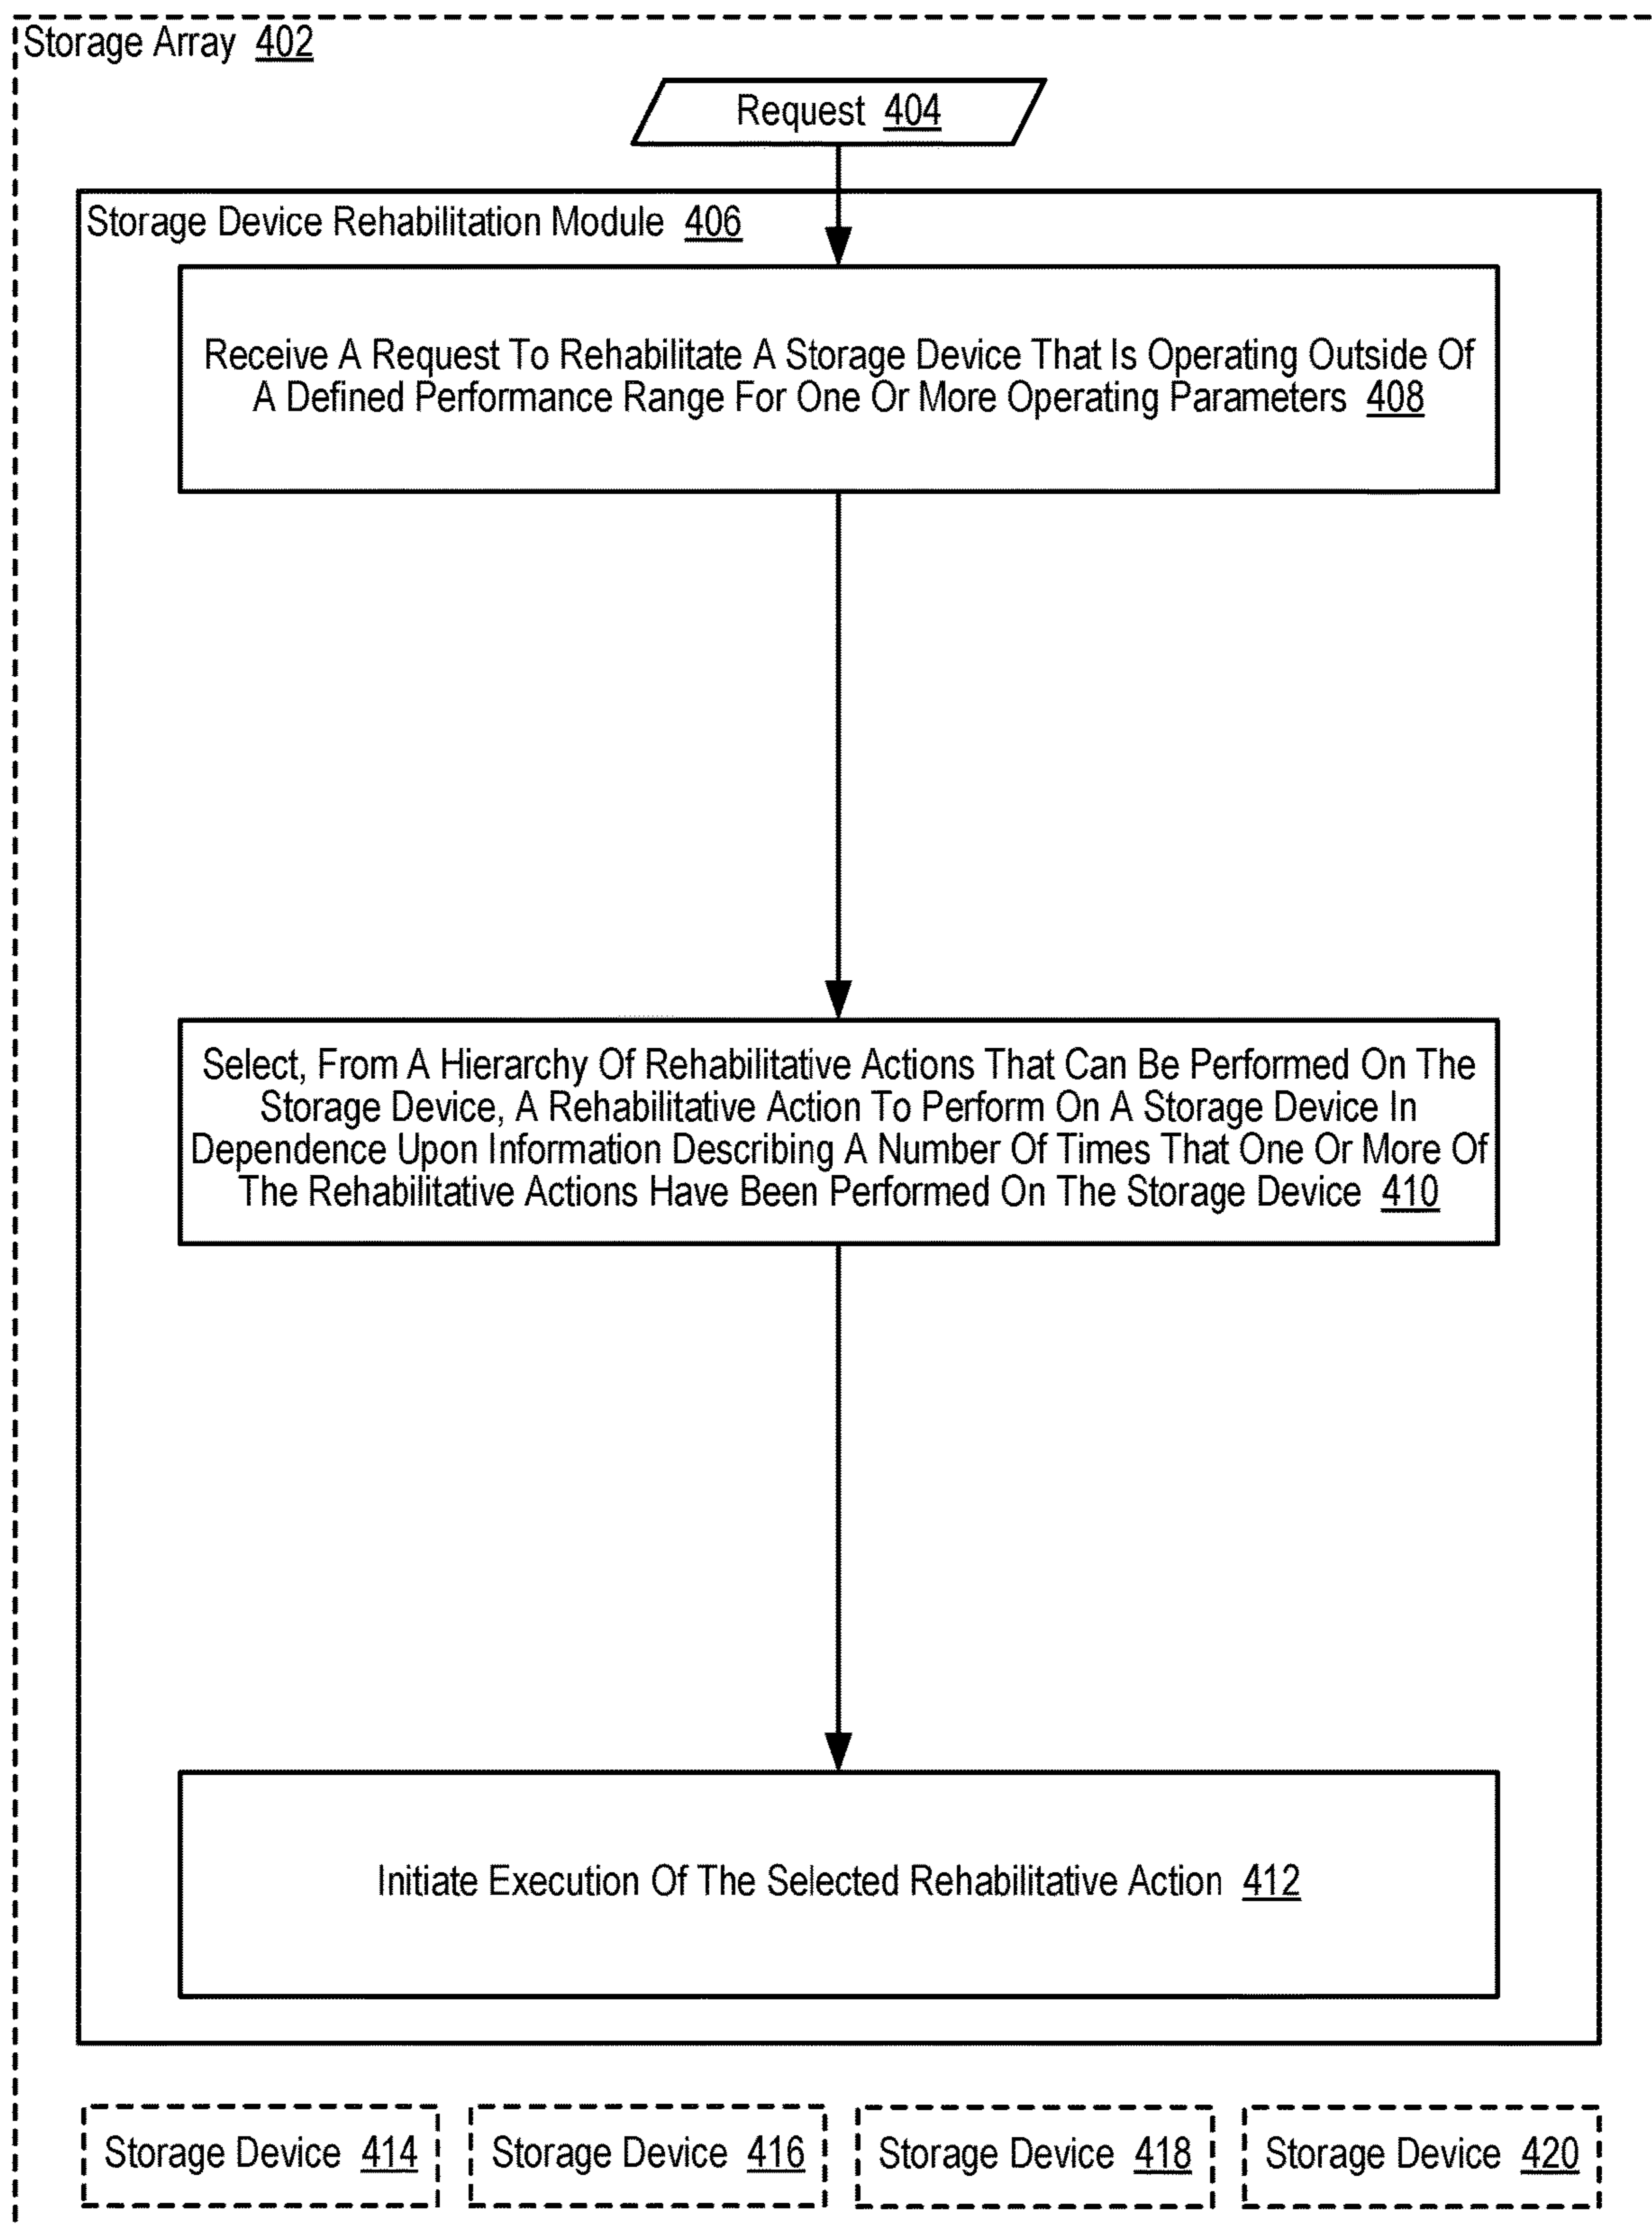 Storage Array 402
Request 404
Storage Device Rehabilitation Module 406
Receive A Request To Rehabilitate A Storage Device That Is Operating Outside Of
A Defined Performance Range For One Or More Operating Parameters 408
Select, From A Hierarchy Of Rehabilitative Actions That Can Be Performed On The
Storage Device, A Rehabilitative Action To Perform On A Storage Device In
Dependence Upon Information Describing A Number Of Times That One Or More Of
The Rehabilitative Actions Have Been Performed On The Storage Device 410
Initiate Execution Of The Selected Rehabilitative Action 412
Storage Device 414
Storage Device 416
Storage Device 418
Storage Device 420